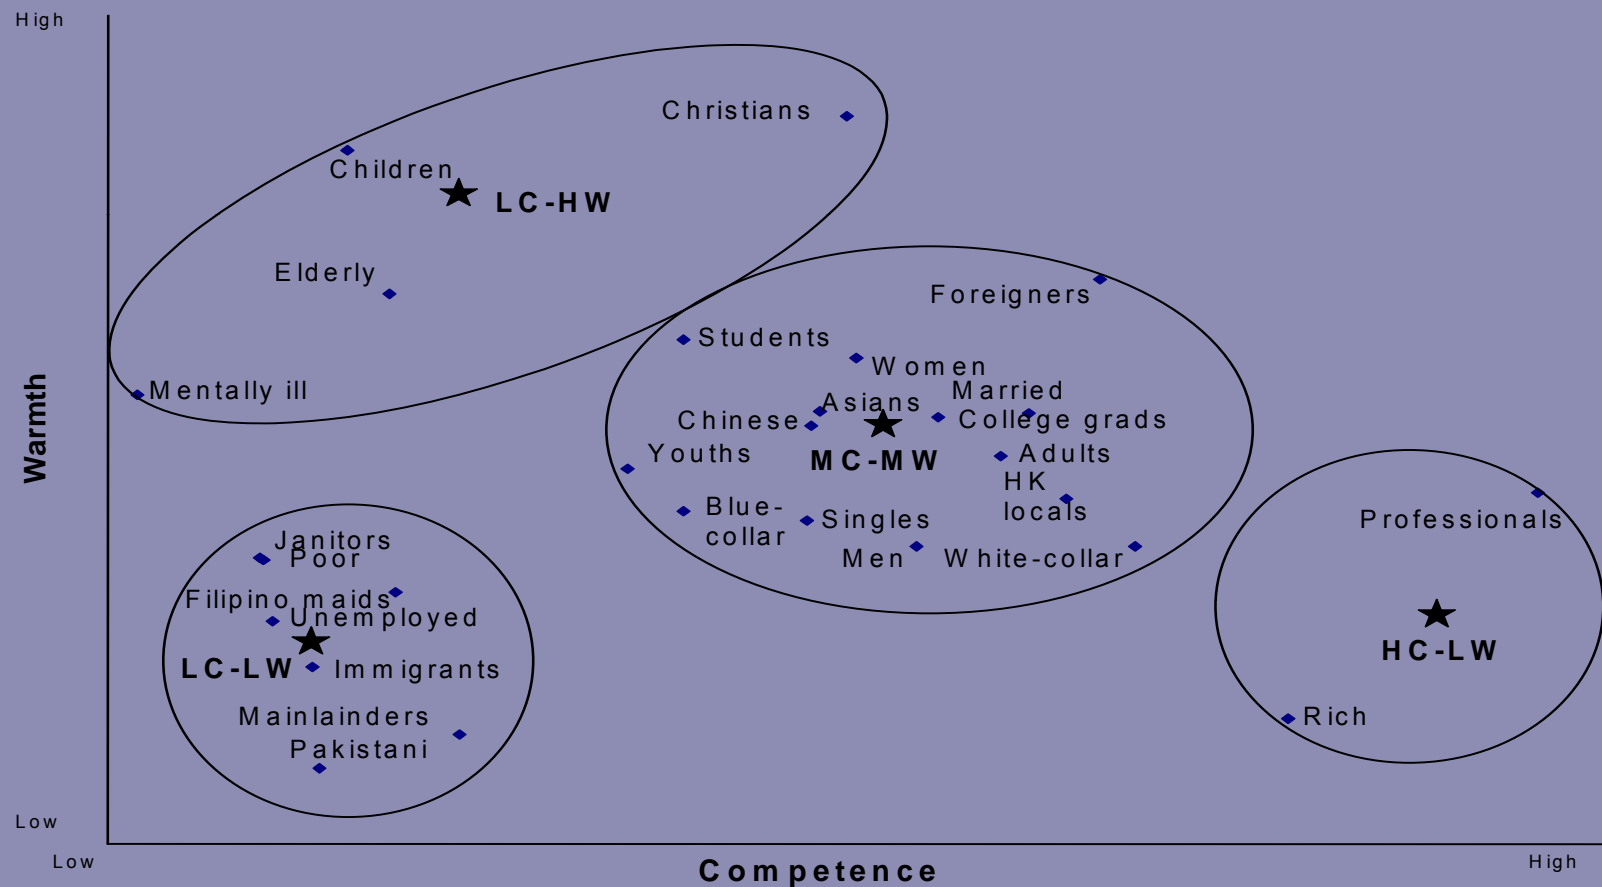 High
Christians
Children
LC-HW
Elderly
Foreigners
Students
Women
Mentally ill
Married
Asians
Chinese
College grads
Youths
MC-MW
Adults
HK
locals
Blue-
collar
Singles
Men
White-collar
Professionals
Janitors
Poor
Filipino maids
Unemployed
LC-LW
Immigrants
HC-LW
Mainlainders
Rich
Pakistani
Warmth
Low
Low
Competence
High